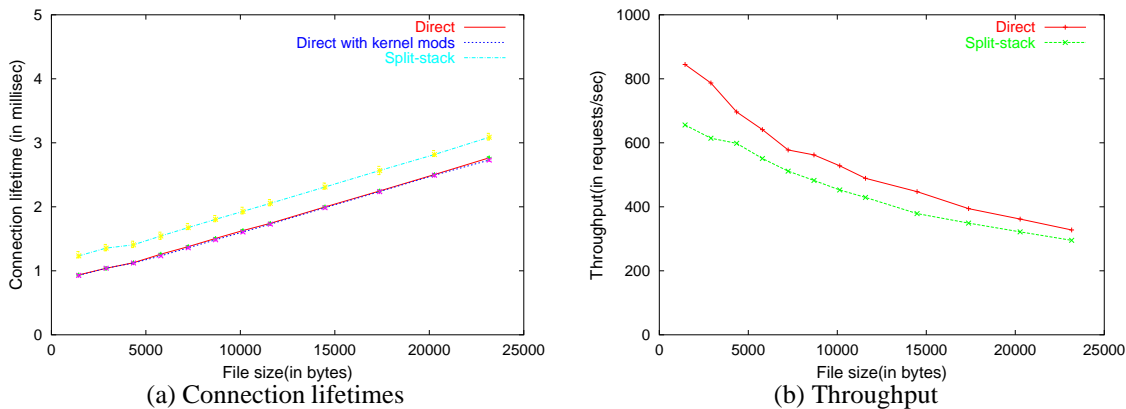 5
4
3
2
1
0
Connection lifetime (in millisec)
Direct
Direct with kernel mods
Split-stack
0 5000 10000 15000 20000 25000
File size(in bytes)
(a) Connection lifetimes
1000
800
600
400
200
0
Throughput(in requests/sec)
Direct
Split-stack
0 5000 10000 15000 20000 25000
File size(in bytes)
(b) Throughput